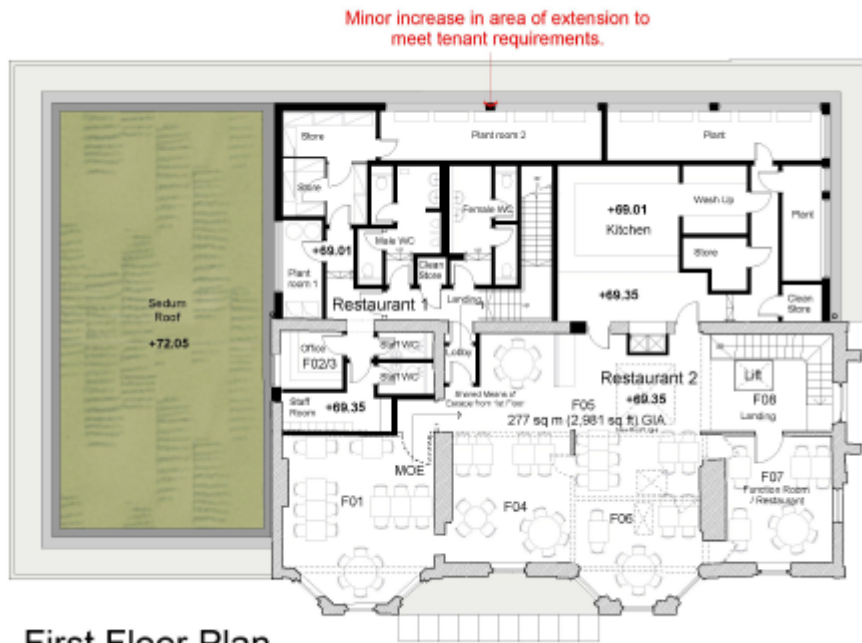 Minor increase in area of extension to
meet tenant requirements.
Store
Plant room 2
Plant
Store
Female WC
+69.01
Kitchen
Wash Up
Plant
Male WC
+69.01
Clean
Store
Store
Plant
room 1
Restaurant 1
Landing
+69.35
Clean
Store
Sedum
Roof
+72.05
Office
F02/3
Staff WC
Staff WC
Lobby
Restaurant 2
Lift
F08
Landing
Staff
Room
+69.35
Shared Means of
Escape from 1st Floor
F05
+69.35
277 sq m (2,981 sq ft) GIA
MOE
F01
F04
F06
F07
Function Room
/ Restaurant
First Floor Plan